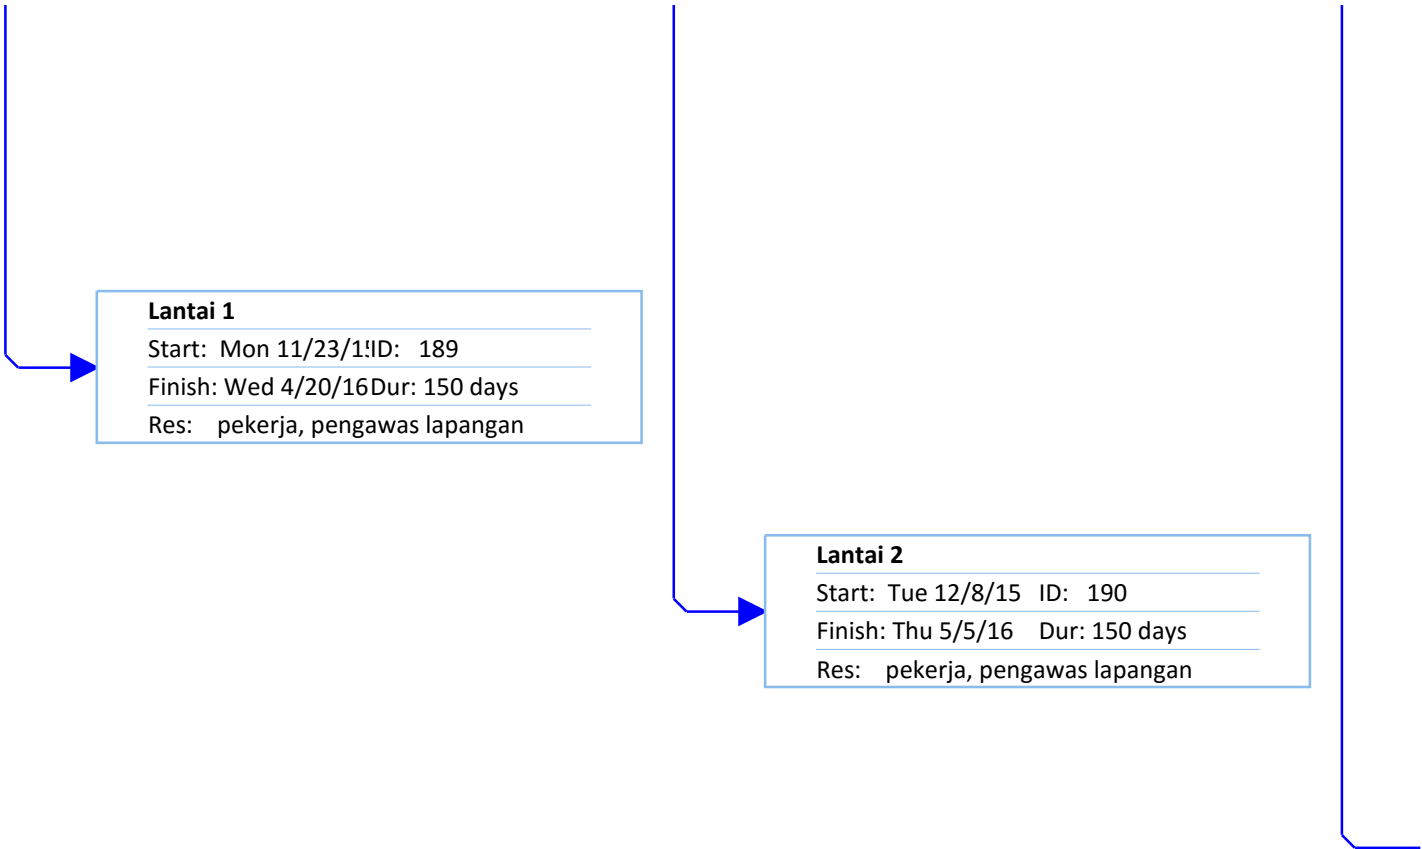 Lantai 1
Start: Mon 11/23/1 ID: 189
Finish: Wed 4/20/16 Dur: 150 days
Res: pekerja, pengawas lapangan
Lantai 2
Start: Tue 12/8/15 ID: 190
Finish: Thu 5/5/16 Dur: 150 days
Res: pekerja, pengawas lapangan